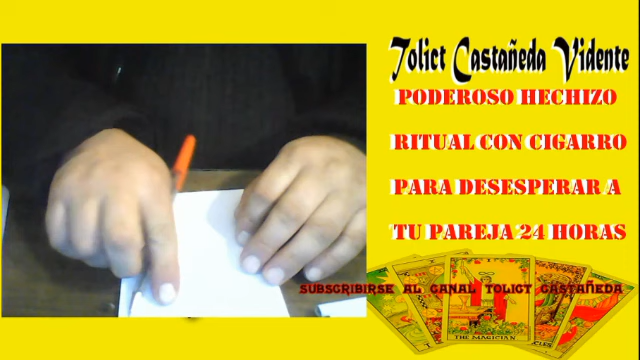 Tolict Castañeda Vidente
PODEROSO HECHIZO
RITUAL CON CIGARRO
PARA DESESPERAR A
TU PAREJA 24 HORAS
SUBSCRIBIRSE AL CANAL TOLICT CASTAÑEDA
THE MAGICIAN